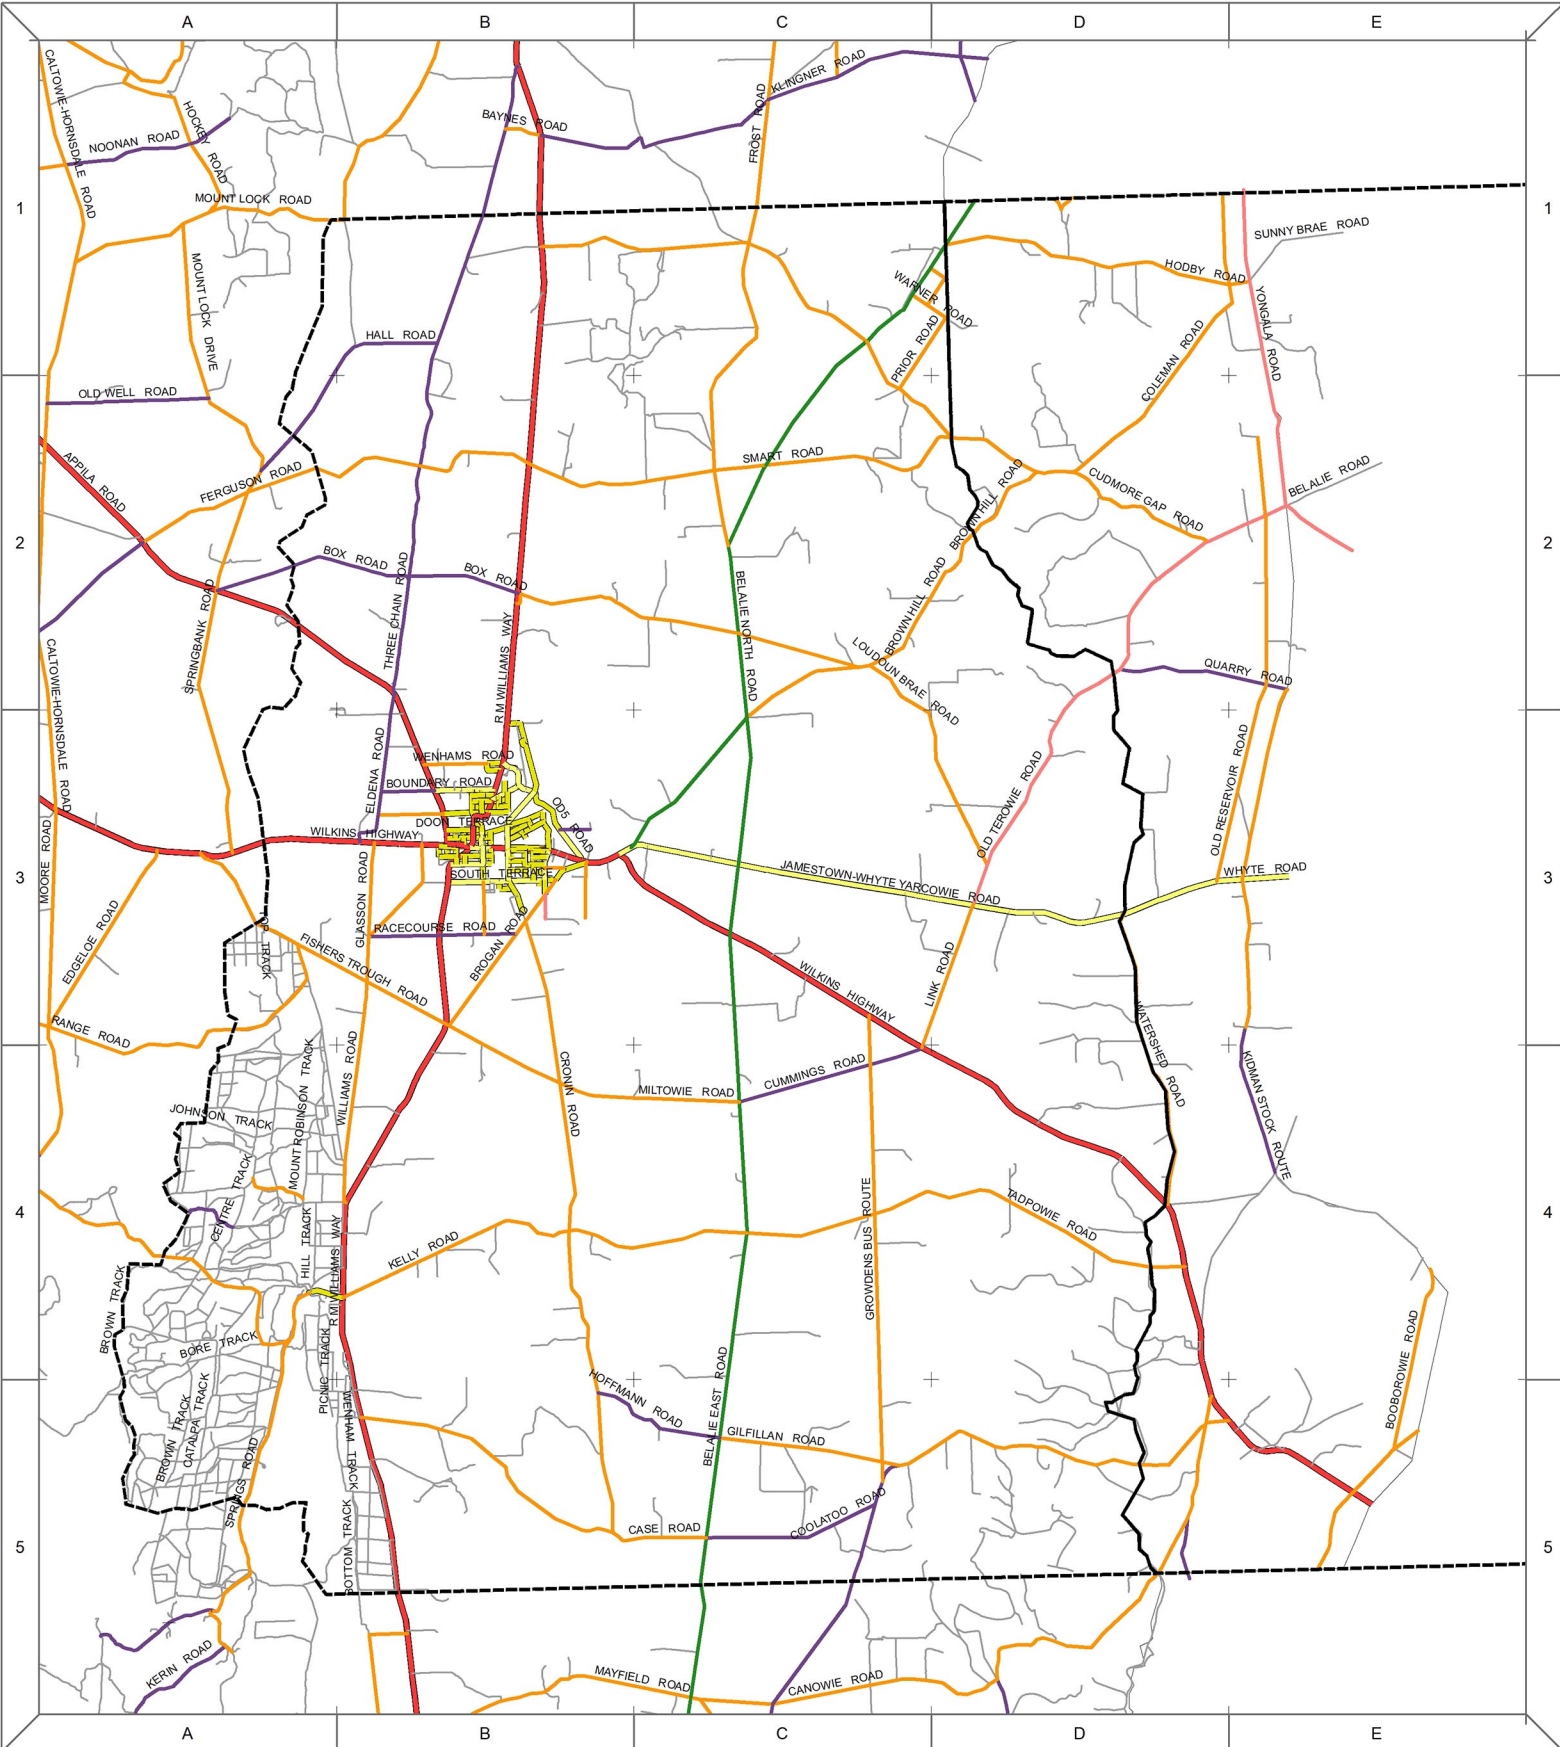 A B C D E
KLINGNER ROAD
CALTOWIE-HORNSDALE ROAD
HOCKEY ROAD
BAYNES ROAD
FROST ROAD
NOONAN ROAD
MOUNT LOCK ROAD
1 1
SUNNY BRAE ROAD
MOUNT LOCK DRIVE
HODBY ROAD
WARNER ROAD
YONGALA ROAD
HALL ROAD
PRIOR ROAD
COLEMAN ROAD
OLD WELL ROAD
APPILA ROAD
SMART ROAD
FERGUSON ROAD
BROWN HILL ROAD
CUDMORE GAP ROAD
BELALIE ROAD
2 2
BOX ROAD
BOX ROAD
THREE CHAIN ROAD
BELALIE NORTH ROAD
BROWN HILL ROAD
SPRINGBANK ROAD
R M WILLIAMS WAY
LOUDOUN BRAE ROAD
CALTOWIE-HORNSDALE ROAD
QUARRY ROAD
WENHAMS ROAD
ELDENA ROAD
BOUNDARY ROAD
OLD TEROWIE ROAD
OLD RESERVOIR ROAD
OD5 ROAD
DOON TERRACE
WILKINS HIGHWAY
MOORE ROAD
SOUTH TERRACE
JAMESTOWN-WHYTE YARCOWIE ROAD
WHYTE ROAD
3 3
GLASSON ROAD
EDGELOE ROAD
RACECOURSE ROAD
BROGAN ROAD
FISHERS TROUGH ROAD
TRACK
LINK ROAD
WILKINS HIGHWAY
RANGE ROAD
WATERSHED ROAD
WILLIAMS ROAD
MOUNT ROBINSON TRACK
CRONIN ROAD
MILTOWIE ROAD
CUMMINGS ROAD
KIDMAN STOCK ROUTE
JOHNSON TRACK
CENTRE TRACK
4 4
HILL TRACK
R M WILLIAMS WAY
KELLY ROAD
GROWDENS BUS ROUTE
TADPOWIE ROAD
BROWN TRACK
BORE TRACK
PICNIC TRACK
BOOBOROWIE ROAD
BROWN TRACK
CATALPA TRACK
WENHAM TRACK
HOFFMANN ROAD
BELALIE EAST ROAD
GILFILLAN ROAD
SPRINGS ROAD
CASE ROAD
COOLATOO ROAD
5 5
BOTTOM TRACK
KERIN ROAD
MAYFIELD ROAD
CANOWIE ROAD
A B C D E